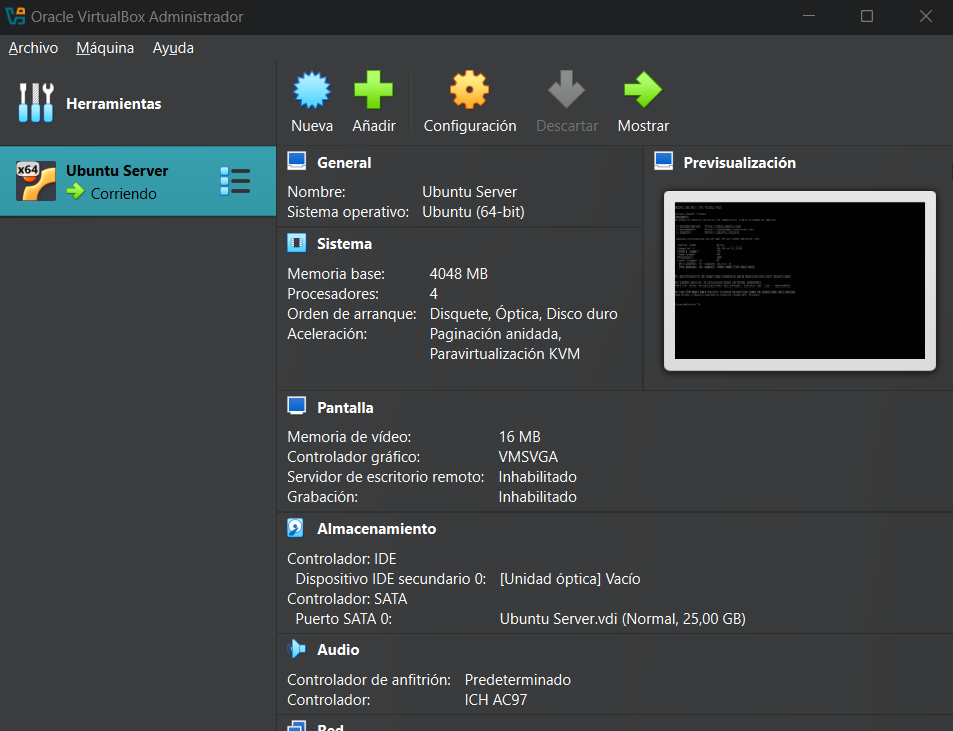 Oracle VirtualBox Administrador
Archivo Máquina Ayuda
Herramientas
Nueva Añadir Configuración Descartar Mostrar
x64
Ubuntu Server
Corriendo
General
Nombre: Ubuntu Server
Sistema operativo: Ubuntu (64-bit)
Previsualización
Sistema
Memoria base: 4048 MB
Procesadores: 4
Orden de arranque: Disquete, Óptica, Disco duro
Aceleración: Paginación anidada,
Paravirtualización KVM
Pantalla
Memoria de vídeo: 16 MB
Controlador gráfico: VMSVGA
Servidor de escritorio remoto: Inhabilitado
Grabación: Inhabilitado
Almacenamiento
Controlador: IDE
Dispositivo IDE secundario 0: [Unidad óptica] Vacío
Controlador: SATA
Puerto SATA 0: Ubuntu Server.vdi (Normal, 25,00 GB)
Audio
Controlador de anfitrión: Predeterminado
Controlador: ICH AC97
Red